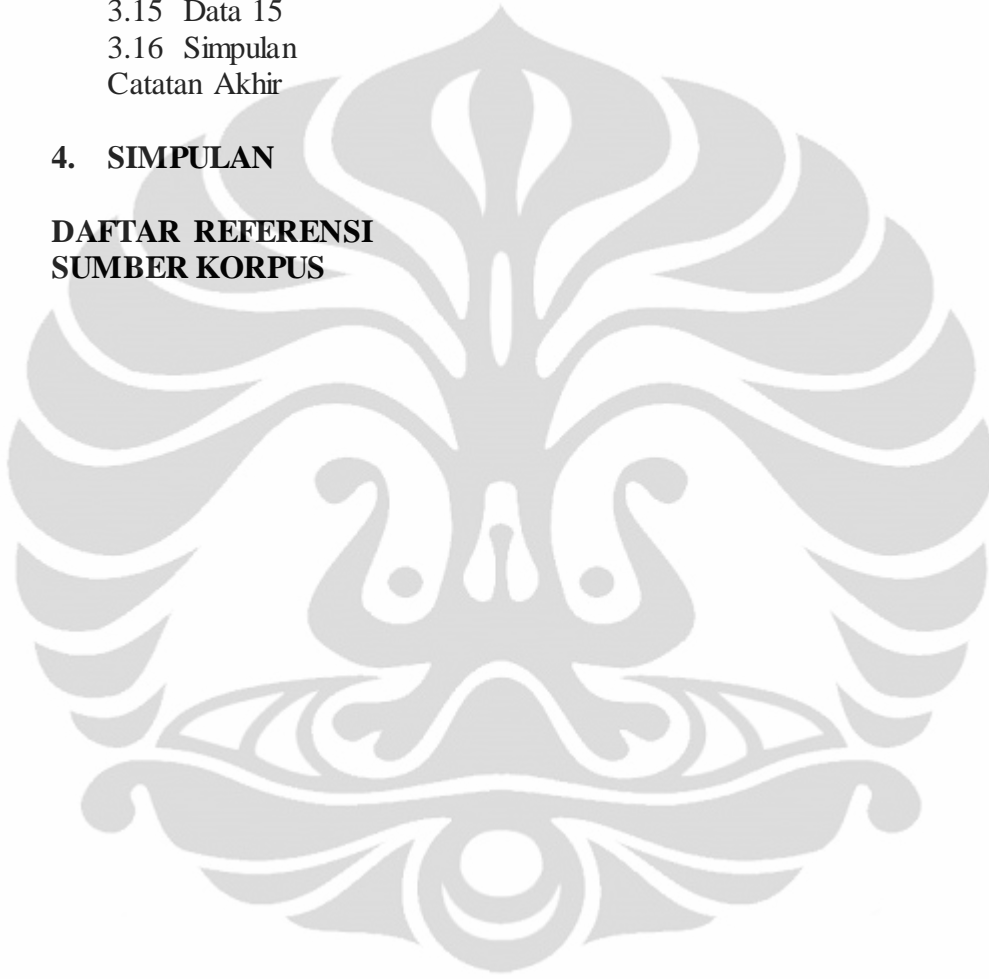 3.15 Data 15
3.16 Simpulan
Catatan Akhir
4. SIMPULAN
DAFTAR REFERENSI
SUMBER KORPUS